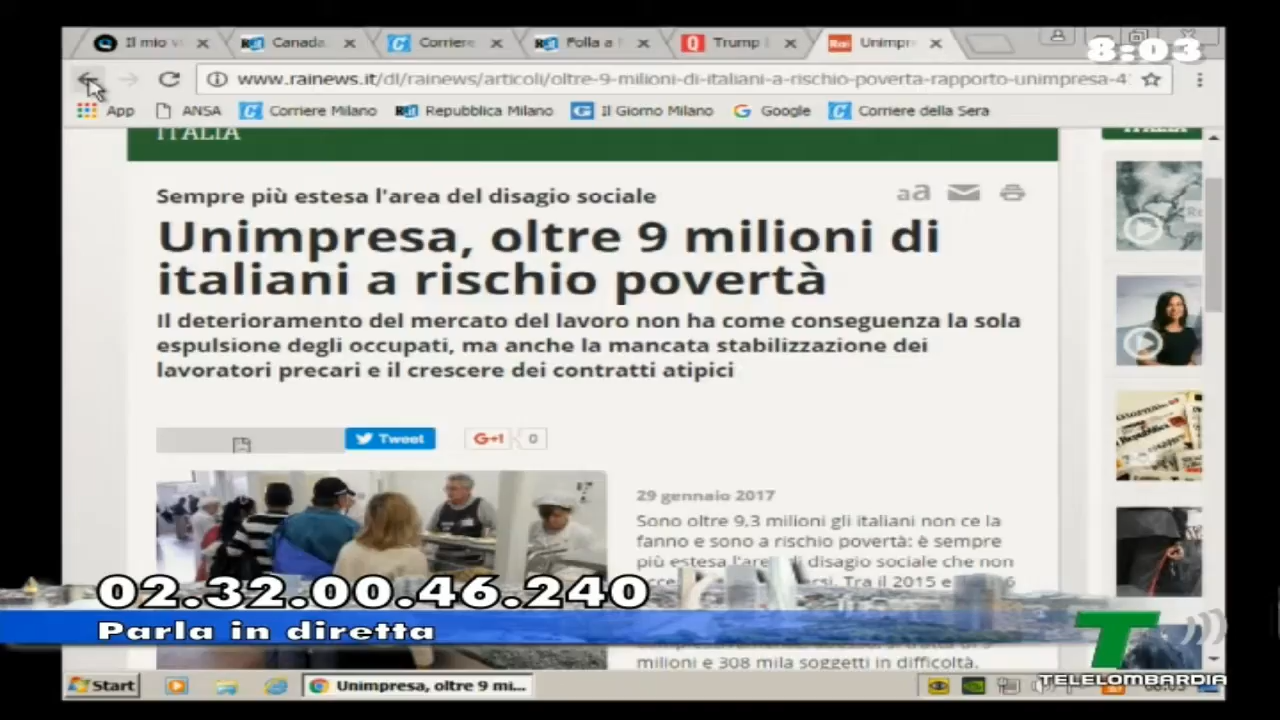 Il mio
Canada
Corriere
Folla a
Trump
Unimpr
8:03
www.rainews.it/dl/rainews/articoli/oltre-9-milioni-di-italiani-a-rischio-poverta-rapporto-unimpresa-4
App
ANSA
Corriere Milano
Repubblica Milano
Il Giorno Milano
Google
Corriere della Sera
ITALIA
ITALIA
Sempre più estesa l'area del disagio sociale
aa
Unimpresa, oltre 9 milioni di
italiani a rischio povertà
Il deterioramento del mercato del lavoro non ha come conseguenza la sola
espulsione degli occupati, ma anche la mancata stabilizzazione dei
lavoratori precari e il crescere dei contratti atipici
Tweet
G+1
0
29 gennaio 2017
Sono oltre 9,3 milioni gli italiani non ce la
fanno e sono a rischio povertà: è sempre
più estesa l'area di disagio sociale che non
Tra il 2015 e
milioni e 308 mila soggetti in difficoltà.
02.32.00.46.240
Parla in diretta
T
TELELOMBARDIA
Start
Unimpresa, oltre 9 mi...